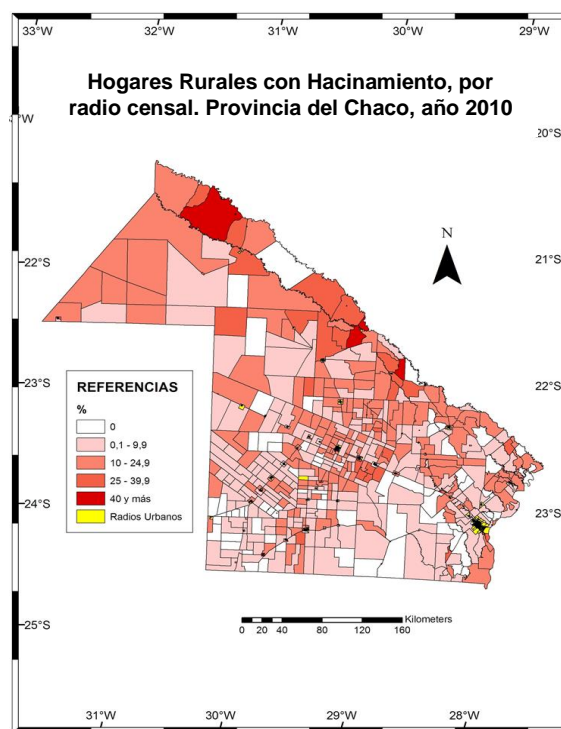 33°W 32°W 31°W 30°W 29°W
Hogares Rurales con Hacinamiento, por
radio censal. Provincia del Chaco, año 2010
°W
20°S
N
22°S
21°S
23°S
22°S
REFERENCIAS
%
0
0,1 - 9,9
10 - 24,9
25 - 39,9
40 y más
Radios Urbanos
24°S
23°S
Kilometers
0 20 40 80 120 160
25°S
31°W 30°W 29°W 28°W